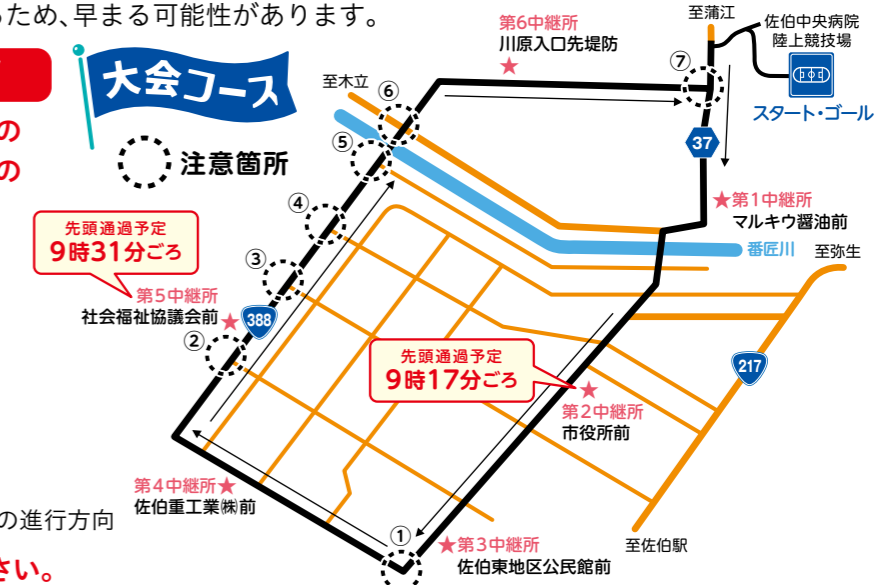 るため、早まる可能性があります。
の
の
大会コース
注意箇所
第6中継所
川原入口先堤防
至蒲江
佐伯中央病院
陸上競技場
スタート・ゴール
⑦
37
至木立
⑥
⑤
④
③
②
①
第1中継所
マルキウ醤油前
番匠川
至弥生
先頭通過予定
9時31分ごろ
第5中継所
社会福祉協議会前
388
217
先頭通過予定
9時17分ごろ
第2中継所
市役所前
第4中継所
佐伯重工業㈱前
第3中継所
佐伯東地区公民館前
至佐伯駅
の進行方向
さい。